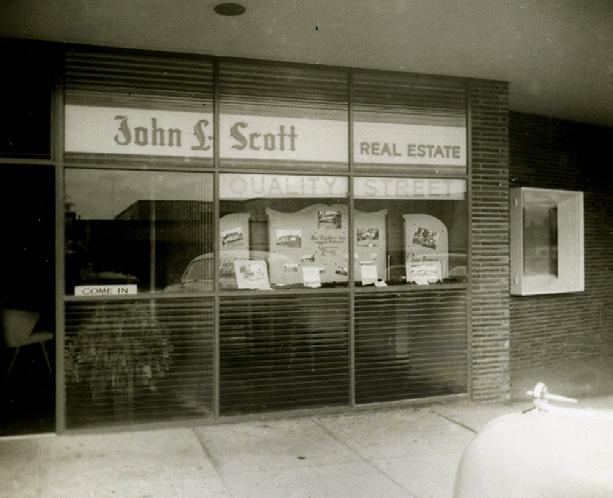 John L. Scott
REAL ESTATE
QUALITY STREET
COME IN